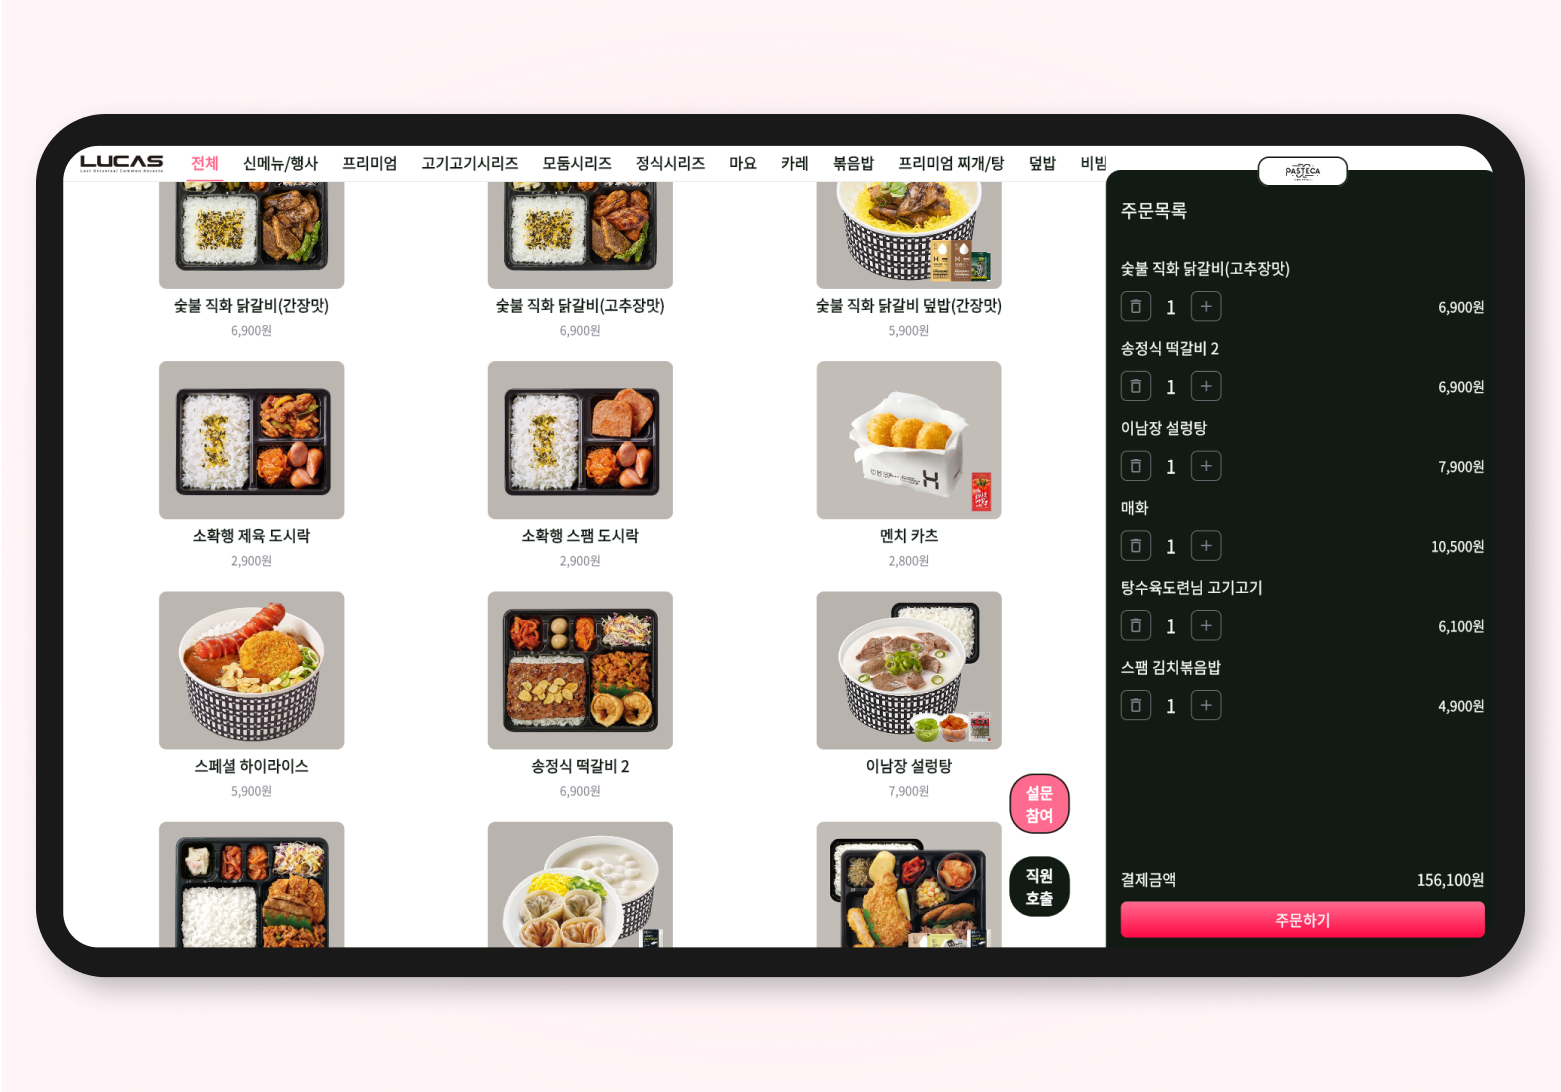 LUCAS
Last Universal Common Ancestor
전체 신메뉴/행사 프리미엄 고기고기시리즈 모둠시리즈 정식시리즈 마요 카레 볶음밥 프리미엄 찌개/탕 덮밥 비빔
숯불 직화 닭갈비(간장맛)
6,900원
숯불 직화 닭갈비(고추장맛)
6,900원
숯불 직화 닭갈비 덮밥(간장맛)
5,900원
소확행 제육 도시락
2,900원
소확행 스팸 도시락
2,900원
멘치 카츠
2,800원
스페셜 하이라이스
5,900원
송정식 떡갈비 2
6,900원
이남장 설렁탕
7,900원
설문
참여
직원
호출
PASTECA
주문목록
숯불 직화 닭갈비(고추장맛)
1
6,900원
송정식 떡갈비 2
1
6,900원
이남장 설렁탕
1
7,900원
매화
1
10,500원
탕수육도련님 고기고기
1
6,100원
스팸 김치볶음밥
1
4,900원
결제금액
156,100원
주문하기